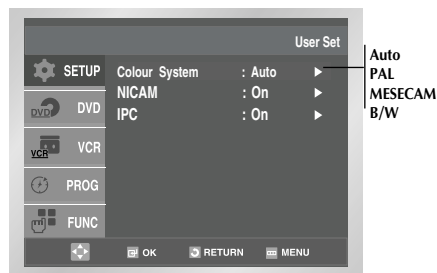 User Set
SETUP
DVD DVD
VCR VCR
PROG
FUNC
Colour System : Auto ►
NICAM : On ►
IPC : On ►
OK RETURN MENU
Auto
PAL
MESECAM
B/W